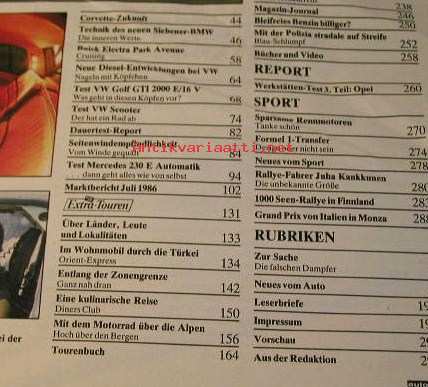 Corvette-Zukunft 44
Technik des neuen Siebener-BMW
Die inneren Werte 46
Buick Electra Park Avenue
Cruising 58
Neue Diesel-Entwicklungen bei VW
Nageln mit Köpfchen 64
Test VW Golf GTI 2000 E/16 V
Was geht in diesen Köpfen vor? 68
Test VW Scooter
Der hat ein Rad ab 74
Dauertest-Report 82
Seitenwindempfindlichkeit
Vom Winde gequält 84
Test Mercedes 230 E Automatik
... dann geht alles wie von selbst 94
Marktbericht Juli 1986 102
Extra-Touren
131
Über Länder, Leute
und Lokalitäten 133
Im Wohnmobil durch die Türkei
Orient-Express 134
Entlang der Zonengrenze
Ganz nah dran 142
Eine kulinarische Reise
Diners Club 150
Mit dem Motorrad über die Alpen
Hoch über den Bergen 156
Tourenbuch 164
Magazin-Journal 238
246
Bleifreies Benzin billiger? 250
Mit der Polizia stradale auf Streife
Blau-Schlumpf 252
Bücher und Video 258
REPORT
Werkstätten-Test 3. Teil: Opel 260
SPORT
Sparsame Rennmotoren
Tanke schön 270
Formel 1-Transfer
nicht sein 274
Neues vom Sport 278
Rallye-Fahrer Juha Kankkunen
Die unbekannte Größe 280
1000 Seen-Rallye in Finnland
Grand Prix von Italien in Monza 288
RUBRIKEN
Zur Sache
Die falschen Dampfer
Neues vom Auto
Leserbriefe
Impressum
Vorschau
Aus der Redaktion
ei der
antikvariaatti.net